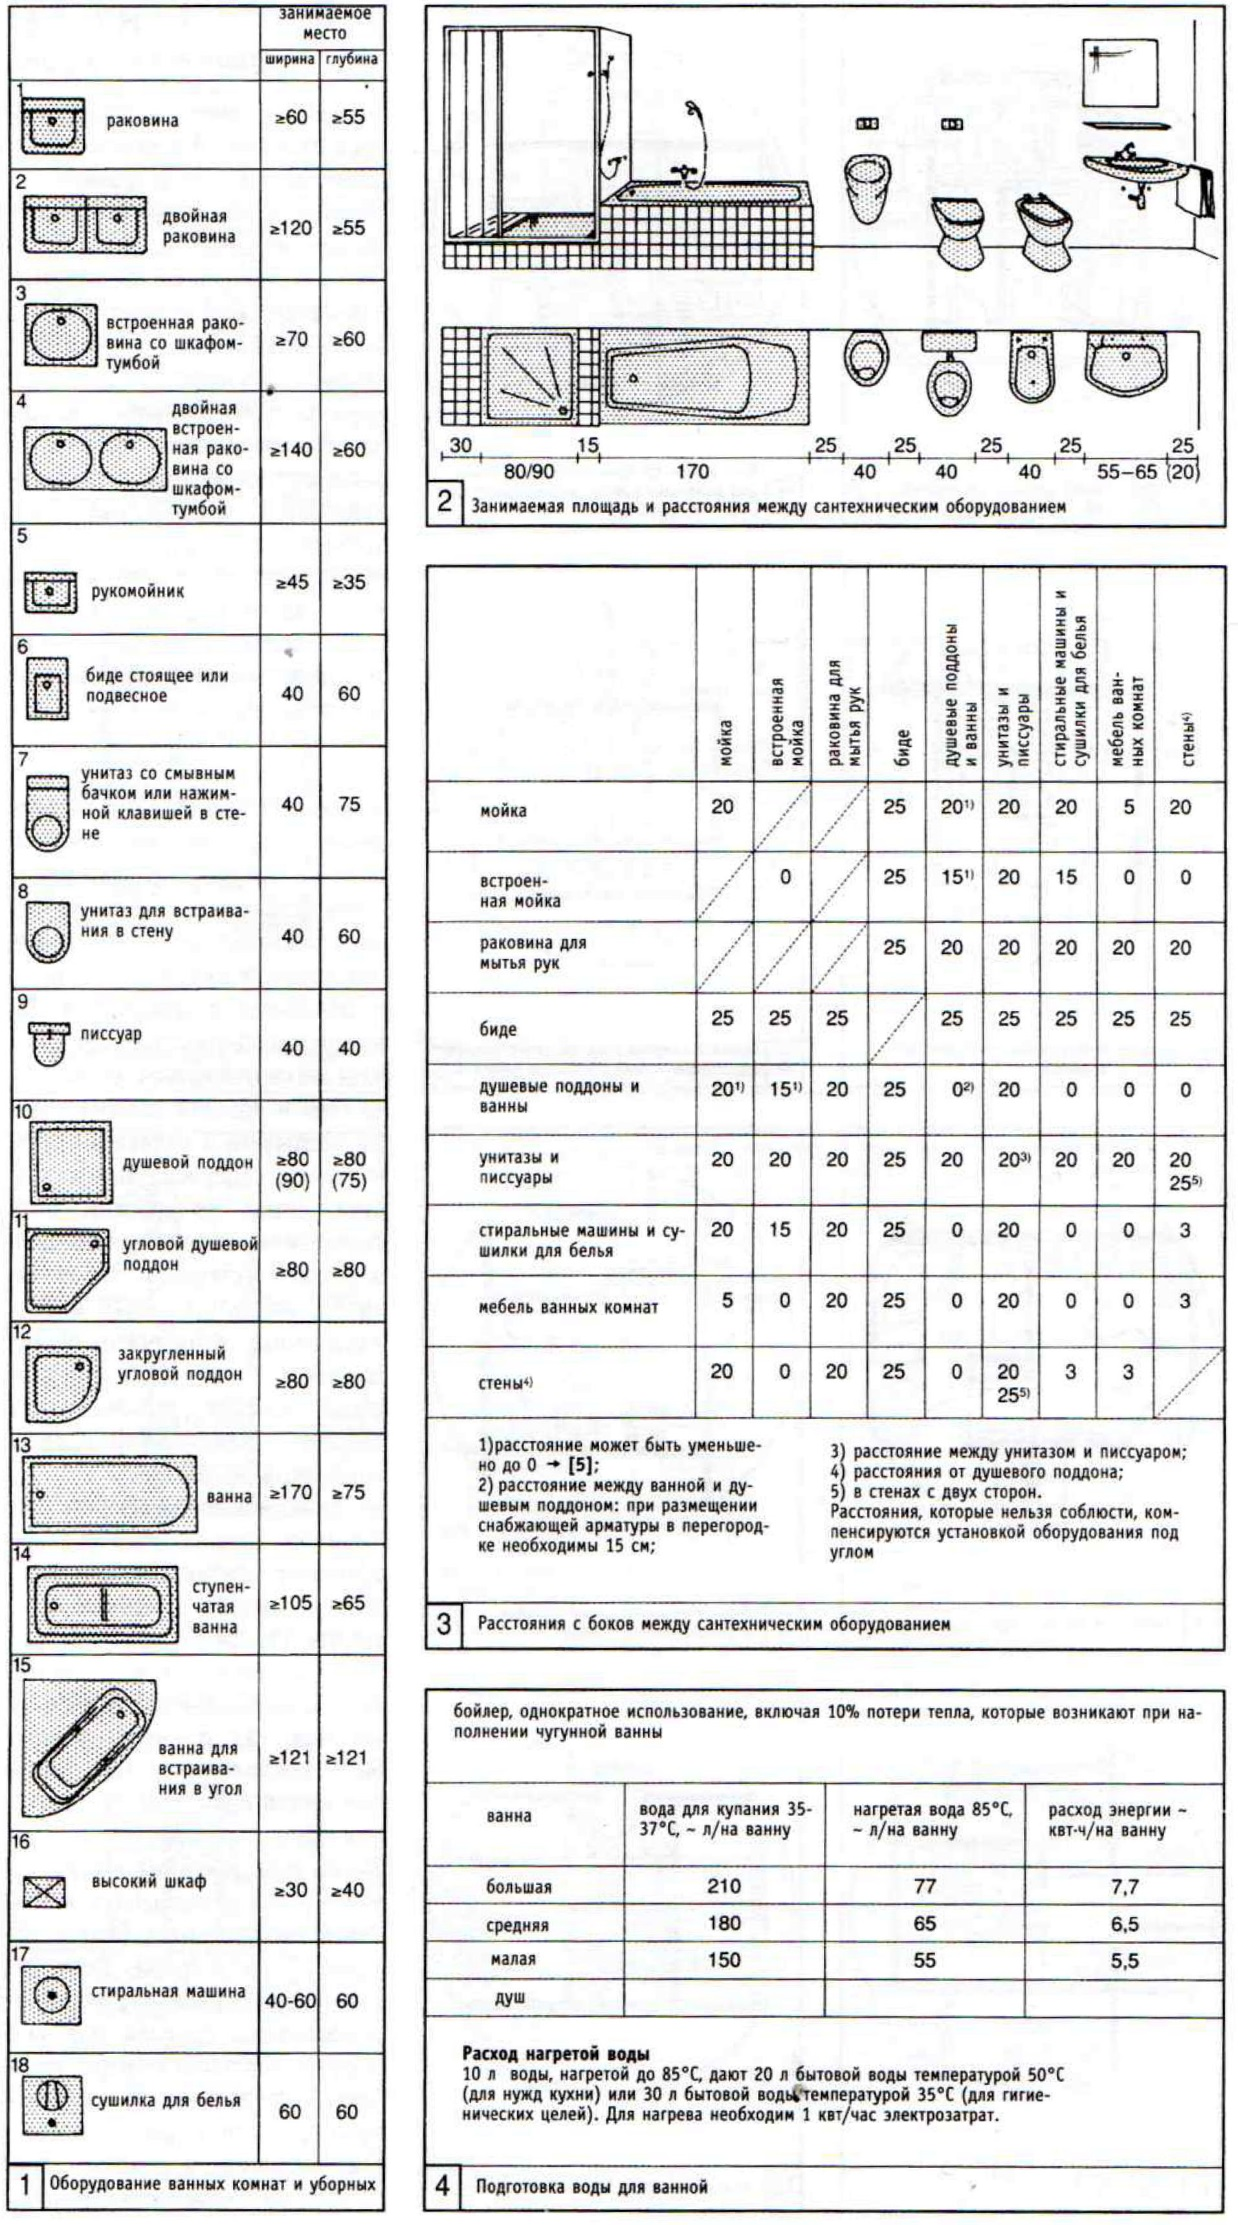 занимаемое
место
ширина глубина
1
раковина ≥60 ≥55
2
двойная
раковина ≥120 ≥55
3
встроенная рако-
вина со шкафом-
тумбой ≥70 ≥60
4
двойная
встроен-
ная рако-
вина со
шкафом-
тумбой ≥140 ≥60
5
рукомойник ≥45 ≥35
6
биде стоящее или
подвесное 40 60
7
унитаз со смывным
бачком или нажим-
ной клавишей в сте-
не 40 75
8
унитаз для встраива-
ния в стену 40 60
9
писсуар 40 40
10
душевой поддон ≥80 ≥80
(90) (75)
11
угловой душевой
поддон ≥80 ≥80
12
закругленный
угловой поддон ≥80 ≥80
13
ванна ≥170 ≥75
14
ступен-
чатая
ванна ≥105 ≥65
15
ванна для
встраива-
ния в угол ≥121 ≥121
16
высокий шкаф ≥30 ≥40
17
стиральная машина 40-60 60
18
сушилка для белья 60 60
1 Оборудование ванных комнат и уборных
30 15 25 25 25 25 25
80/90 170 40 40 40 55–65 (20)
2 Занимаемая площадь и расстояния между сантехническим оборудованием
мойка
встроенная
мойка
раковина для
мытья рук
биде
душевые поддоны
и ванны
унитазы и
писсуары
стиральные машины и
сушилки для белья
мебель ван-
ных комнат
стены4)
мойка 20 25 201) 20 20 5 20
встроен-
ная мойка 0 25 151) 20 15 0 0
раковина для
мытья рук 25 20 20 20 20 20
биде 25 25 25 25 25 25 25 25
душевые поддоны и
ванны 201) 151) 20 25 02) 20 0 0 0
унитазы и
писсуары 20 20 20 25 20 203) 20 20 20
255)
стиральные машины и су-
шилки для белья 20 15 20 25 0 20 0 0 3
мебель ванных комнат 5 0 20 25 0 20 0 0 3
стены4) 20 0 20 25 0 20 3 3
255)
1)расстояние может быть уменьше-
но до 0 → [5];
2) расстояние между ванной и ду-
шевым поддоном: при размещении
снабжающей арматуры в перегород-
ке необходимы 15 см;
3) расстояние между унитазом и писсуаром;
4) расстояния от душевого поддона;
5) в стенах с двух сторон.
Расстояния, которые нельзя соблюсти, ком-
пенсируются установкой оборудования под
углом
3 Расстояния с боков между сантехническим оборудованием
бойлер, однократное использование, включая 10% потери тепла, которые возникают при на-
полнении чугунной ванны
ванна
вода для купания 35-
37°С, ~ л/на ванну
нагретая вода 85°С,
~ л/на ванну
расход энергии ~
квт·ч/на ванну
большая 210 77 7,7
средняя 180 65 6,5
малая 150 55 5,5
душ
Расход нагретой воды
10 л воды, нагретой до 85°С, дают 20 л бытовой воды температурой 50°С
(для нужд кухни) или 30 л бытовой воды температурой 35°С (для гигие-
нических целей). Для нагрева необходим 1 квт/час электрозатрат.
4 Подготовка воды для ванной